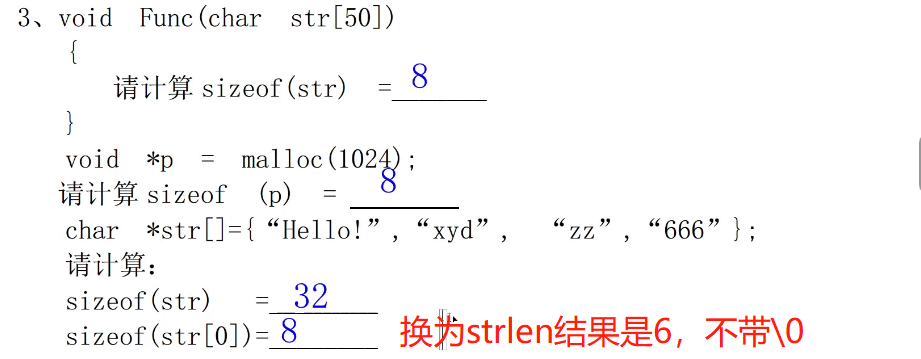 3、void Func(char str[50])
{
请计算 sizeof(str) = 8
}
void *p = malloc(1024);
请计算 sizeof (p) = 8
char *str[]={“Hello!”,“xyd”, “zz”,“666”};
请计算:
sizeof(str) = 32
sizeof(str[0])= 8 换为strlen结果是6，不带\0